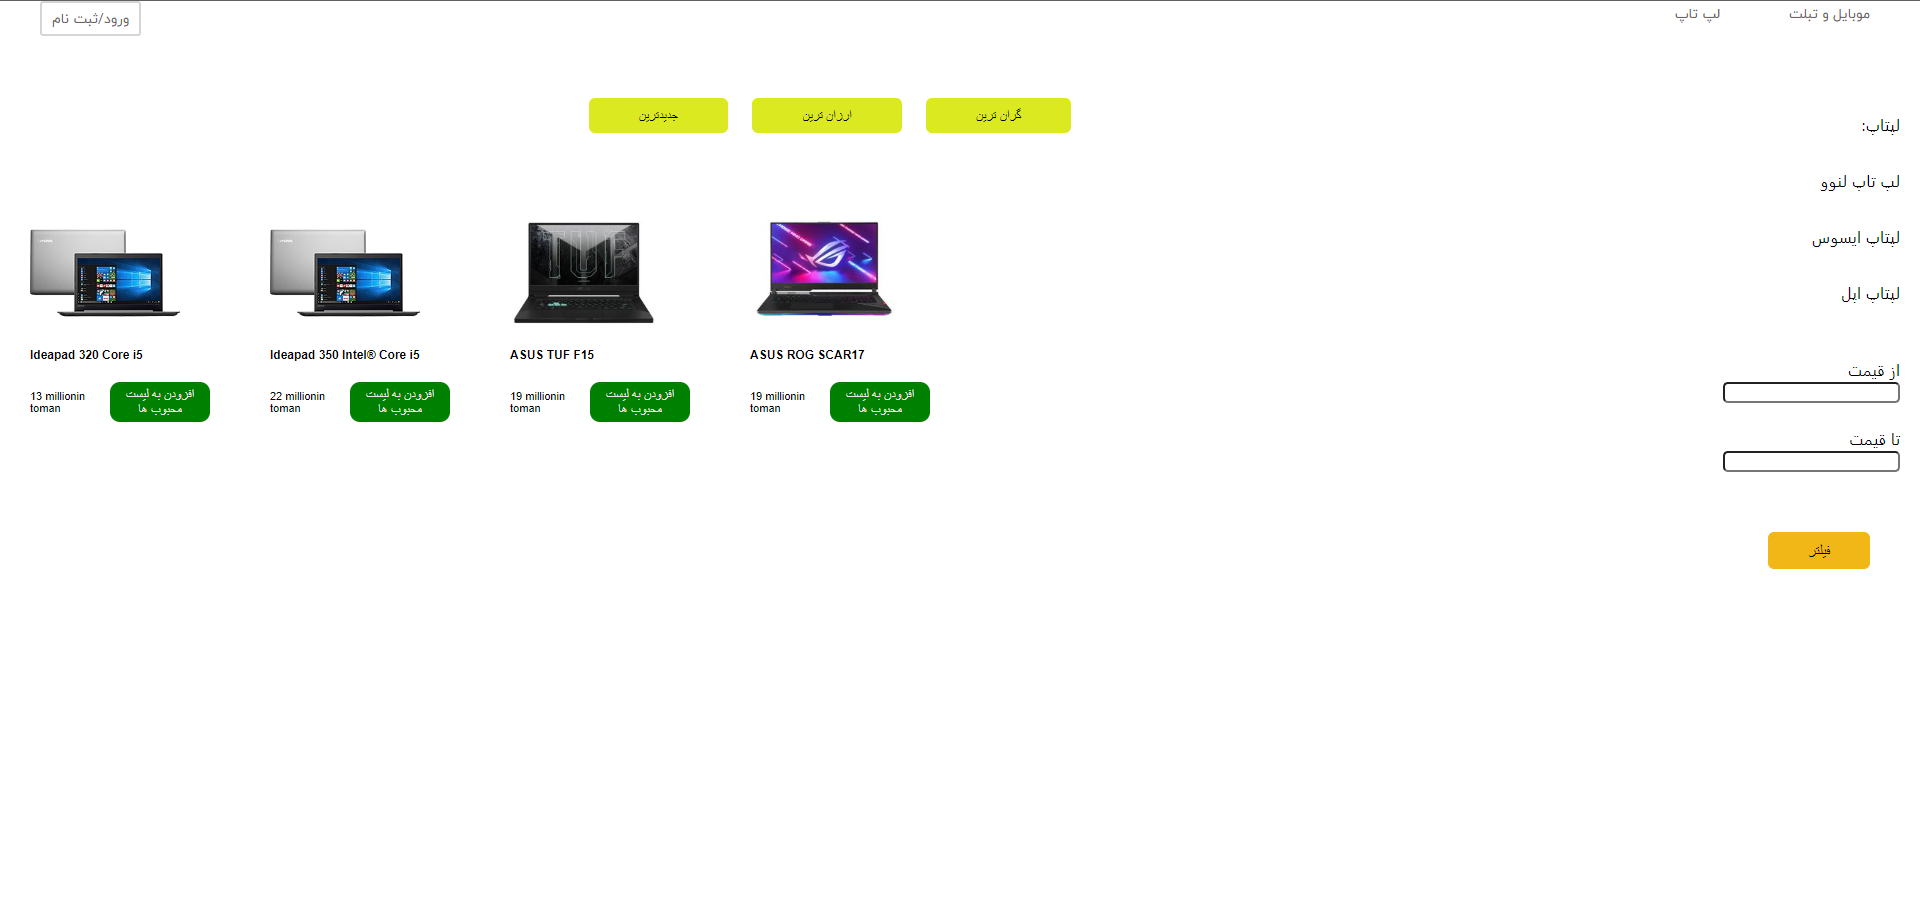 موبایل و تبلت
لپ تاپ
ورود/ثبت نام
گران ترین
ارزان ترین
جدیدترین
لپتاپ:
لپ تاپ لنوو
لپتاپ ایسوس
لپتاپ اپل
از قیمت
تا قیمت
فیلتر
TUF
Ideapad 320 Core i5
13 millionin
toman
افزودن به لیست
محبوب ها
Ideapad 350 Intel® Core i5
22 millionin
toman
افزودن به لیست
محبوب ها
ASUS TUF F15
19 millionin
toman
افزودن به لیست
محبوب ها
ASUS ROG SCAR17
19 millionin
toman
افزودن به لیست
محبوب ها